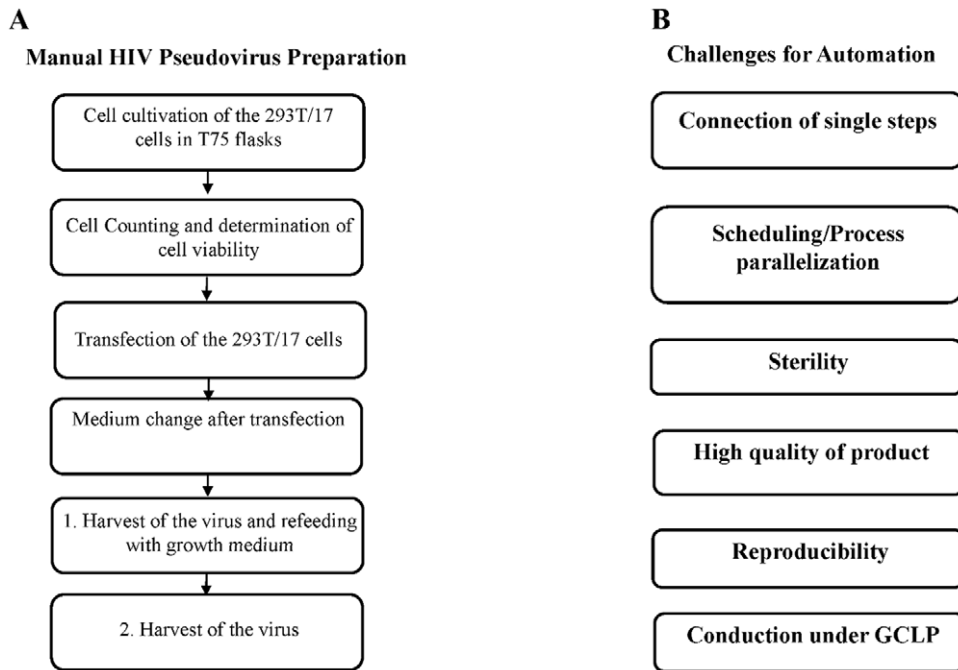 A
Manual HIV Pseudovirus Preparation
Cell cultivation of the 293T/17
cells in T75 flasks
Cell Counting and determination of
cell viability
Transfection of the 293T/17 cells
Medium change after transfection
1. Harvest of the virus and refeeding
with growth medium
2. Harvest of the virus
B
Challenges for Automation
Connection of single steps
Scheduling/Process
parallelization
Sterility
High quality of product
Reproducibility
Conduction under GCLP